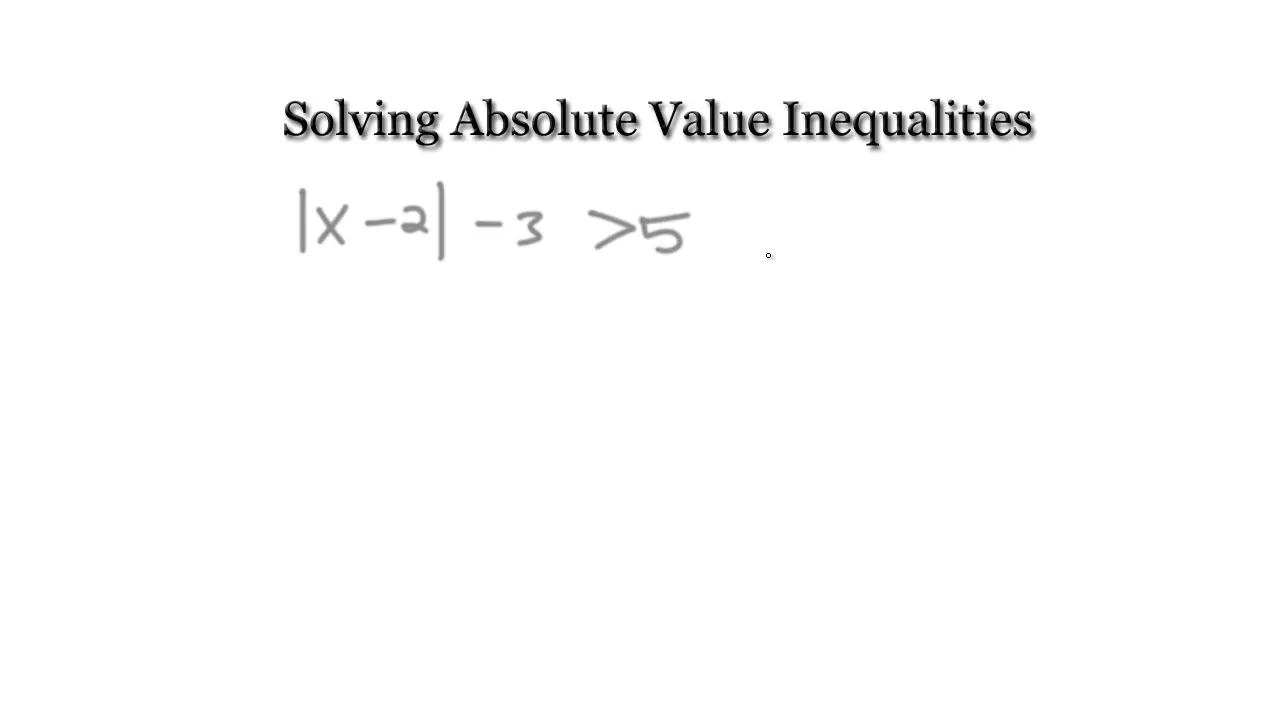 Solving Absolute Value Inequalities
|x - 2| - 3 > 5